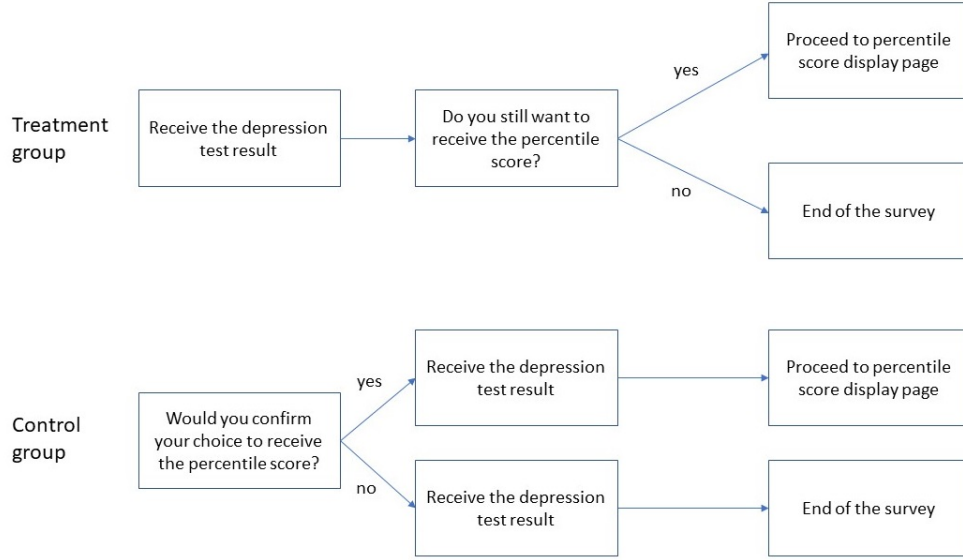 Treatment
group
Receive the depression
test result
Do you still want to
receive the percentile
score?
yes
no
Proceed to percentile
score display page
End of the survey
Control
group
Would you confirm
your choice to receive
the percentile score?
yes
no
Receive the depression
test result
Proceed to percentile
score display page
Receive the depression
test result
End of the survey